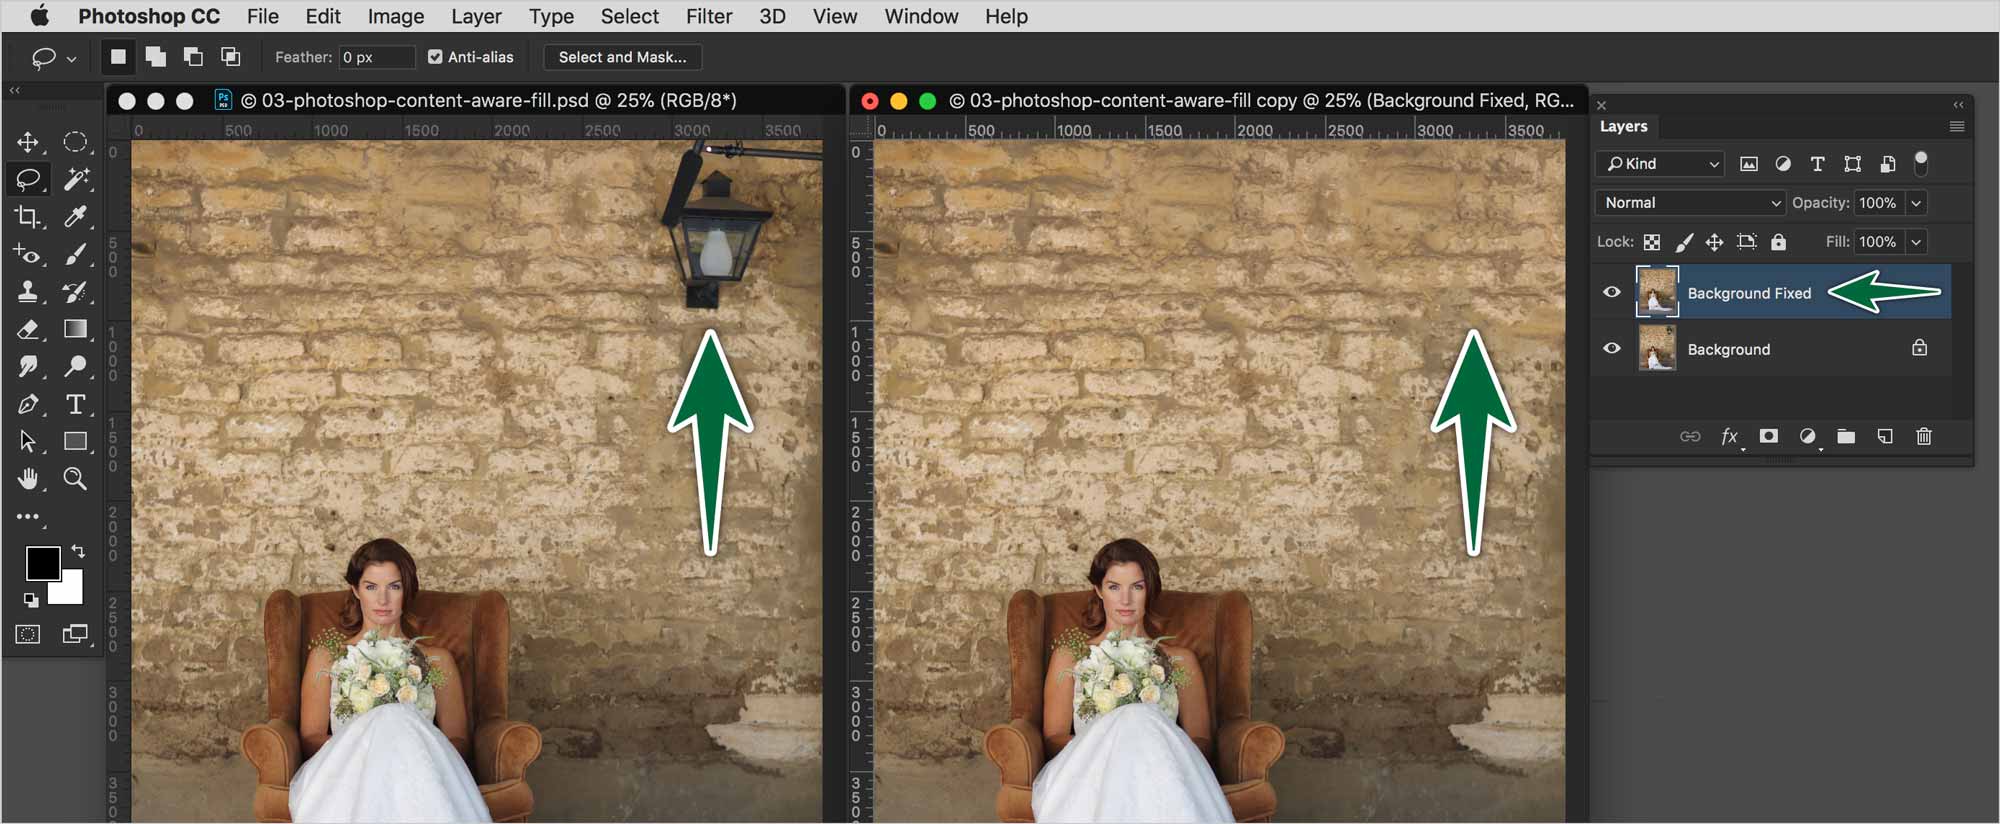 Photoshop CC File Edit Image Layer Type Select Filter 3D View Window Help
Feather: 0 px Anti-alias Select and Mask...
Ps
PSD
© 03-photoshop-content-aware-fill.psd @ 25% (RGB/8*)
© 03-photoshop-content-aware-fill copy @ 25% (Background Fixed, RG...
0 500 1000 1500 2000 2500 3000 3500
0 500 1000 1500 2000 2500 3000 3500
0
500
1000
1500
2000
2500
3000
350
0
500
1000
1500
2000
2500
3000
350
Layers
Kind
Normal Opacity: 100%
Lock: Fill: 100%
Background Fixed
Background
fx